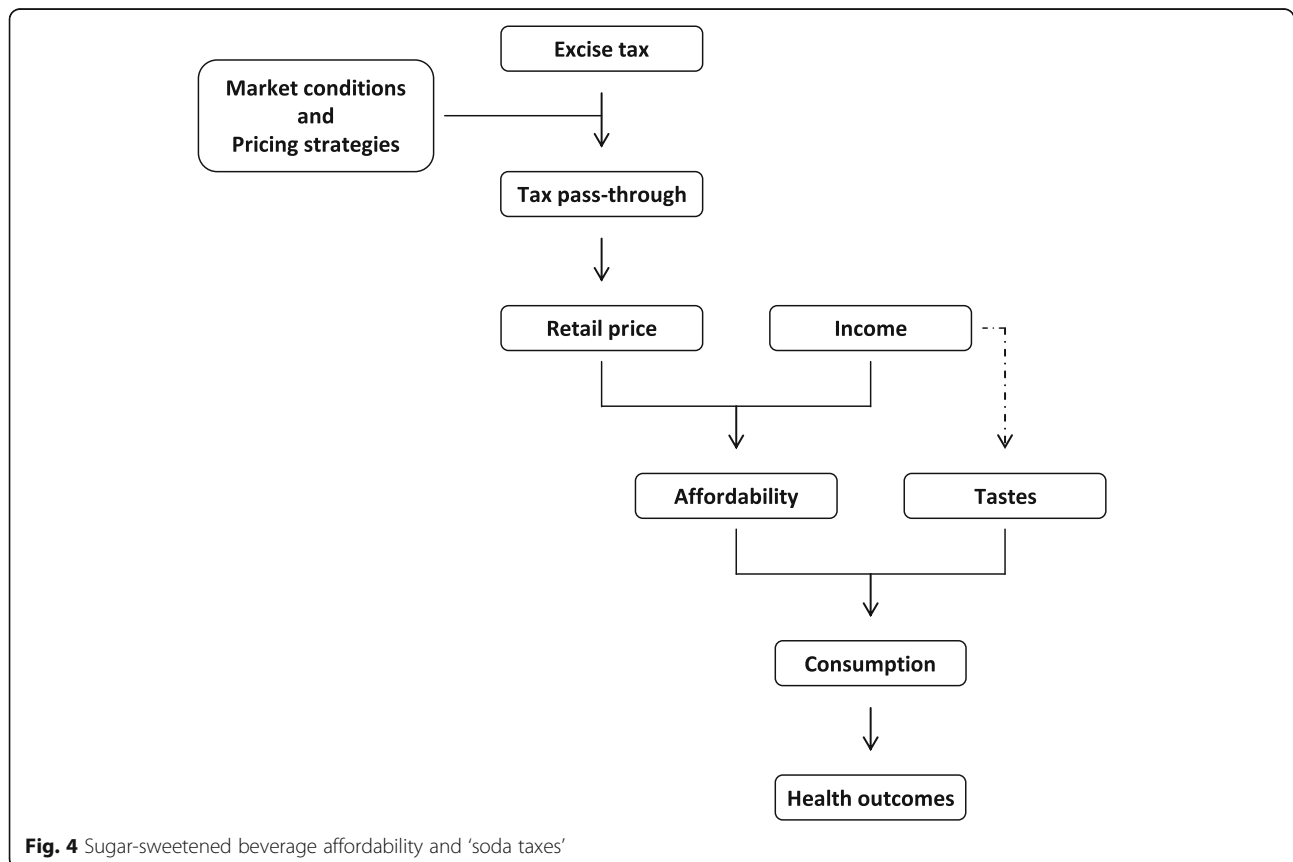 Excise tax
Market conditions
and
Pricing strategies
Tax pass-through
Retail price
Income
Affordability
Tastes
Consumption
Health outcomes
Fig. 4 Sugar-sweetened beverage affordability and ‘soda taxes’